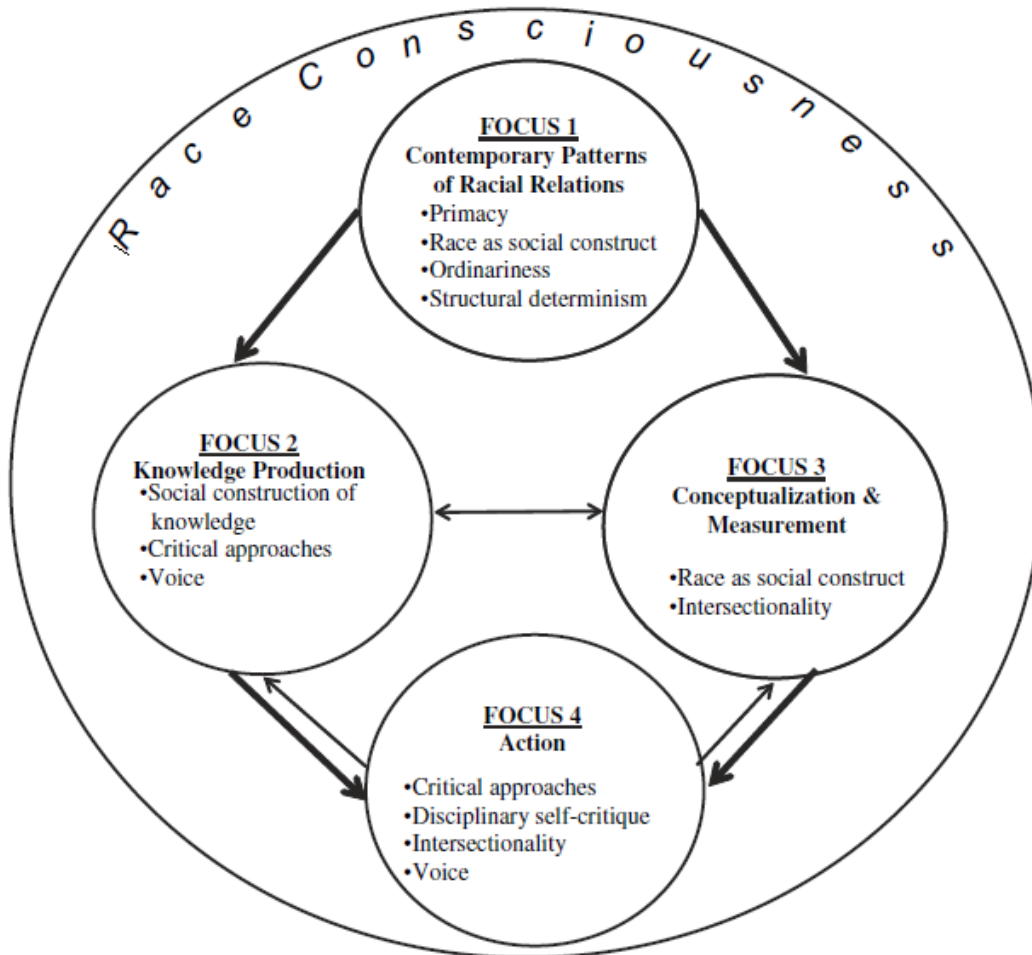 Race Consciousness
FOCUS 1
Contemporary Patterns
of Racial Relations
•Primacy
•Race as social construct
•Ordinariness
•Structural determinism
FOCUS 2
Knowledge Production
•Social construction of
knowledge
•Critical approaches
•Voice
FOCUS 3
Conceptualization &
Measurement
•Race as social construct
•Intersectionality
FOCUS 4
Action
•Critical approaches
•Disciplinary self-critique
•Intersectionality
•Voice